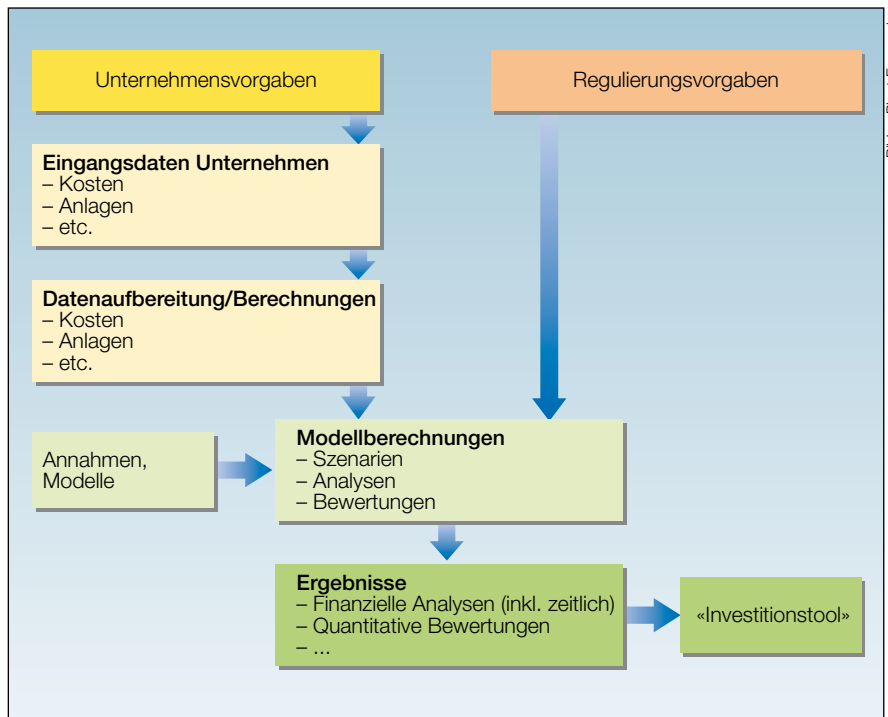 Unternehmensvorgaben
Regulierungsvorgaben
Eingangsdaten Unternehmen
– Kosten
– Anlagen
– etc.
Datenaufbereitung/Berechnungen
– Kosten
– Anlagen
– etc.
Annahmen,
Modelle
Modellberechnungen
– Szenarien
– Analysen
– Bewertungen
Ergebnisse
– Finanzielle Analysen (inkl. zeitlich)
– Quantitative Bewertungen
– ...
«Investitionstool»